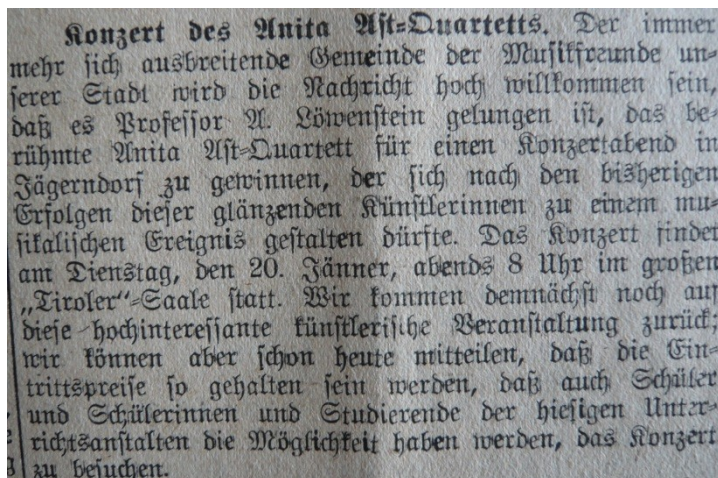 Konzert des Anita Ast-Quartetts. Der immer
mehr sich ausbreitende Gemeinde der Musikfreunde un-
serer Stadt wird die Nachricht hoch willkommen sein,
daß es Professor A. Löwenstein gelungen ist, das be-
rühmte Anita Ast-Quartett für einen Konzertabend in
Jägerndorf zu gewinnen, der sich nach den bisherigen
Erfolgen dieser glänzenden Künstlerinnen zu einem mu-
sikalischen Ereignis gestalten dürfte. Das Konzert findet
am Dienstag, den 20. Jänner, abends 8 Uhr im großen
„Tiroler“-Saale statt. Wir kommen demnächst noch auf
diese hochinteressante künstlerische Veranstaltung zurück,
wir können aber schon heute mitteilen, daß die Ein-
trittspreise so gehalten sein werden, daß auch Schüler
und Schülerinnen und Studierende der hiesigen Unter-
richtsanstalten die Möglichkeit haben werden, das Konzert
zu besuchen.